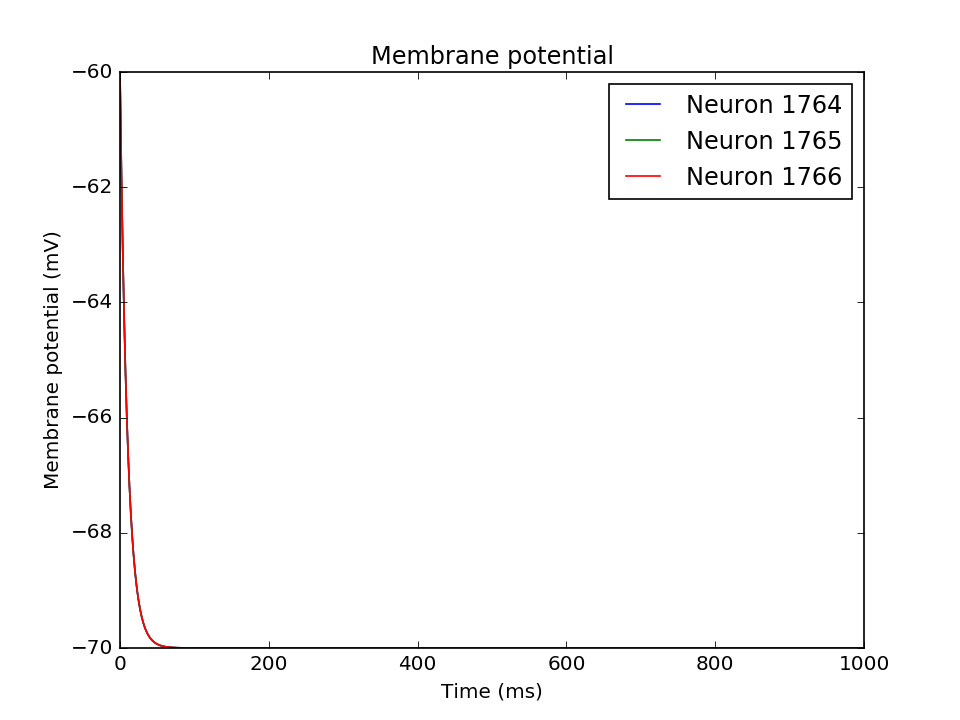 Membrane potential
Neuron 1764
Neuron 1765
Neuron 1766
Membrane potential (mV)
−60
−62
−64
−66
−68
−70
0 200 400 600 800 1000
Time (ms)